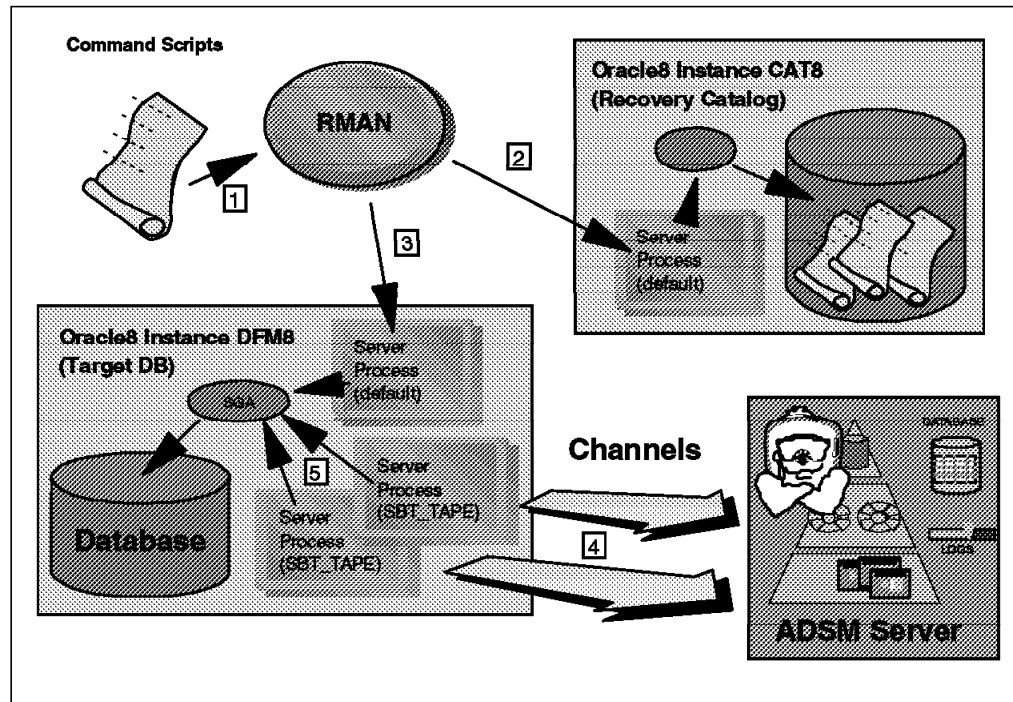 Command Scripts
RMAN
1
2
3
Oracle8 Instance CAT8
(Recovery Catalog)
Server
Process
(default)
Oracle8 Instance DFM8
(Target DB)
Server
Process
(default)
SGA
5
Server
Process
(SBT_TAPE)
Server
Process
(SBT_TAPE)
Database
Channels
4
DATABASE
LOGS
ADSM Server